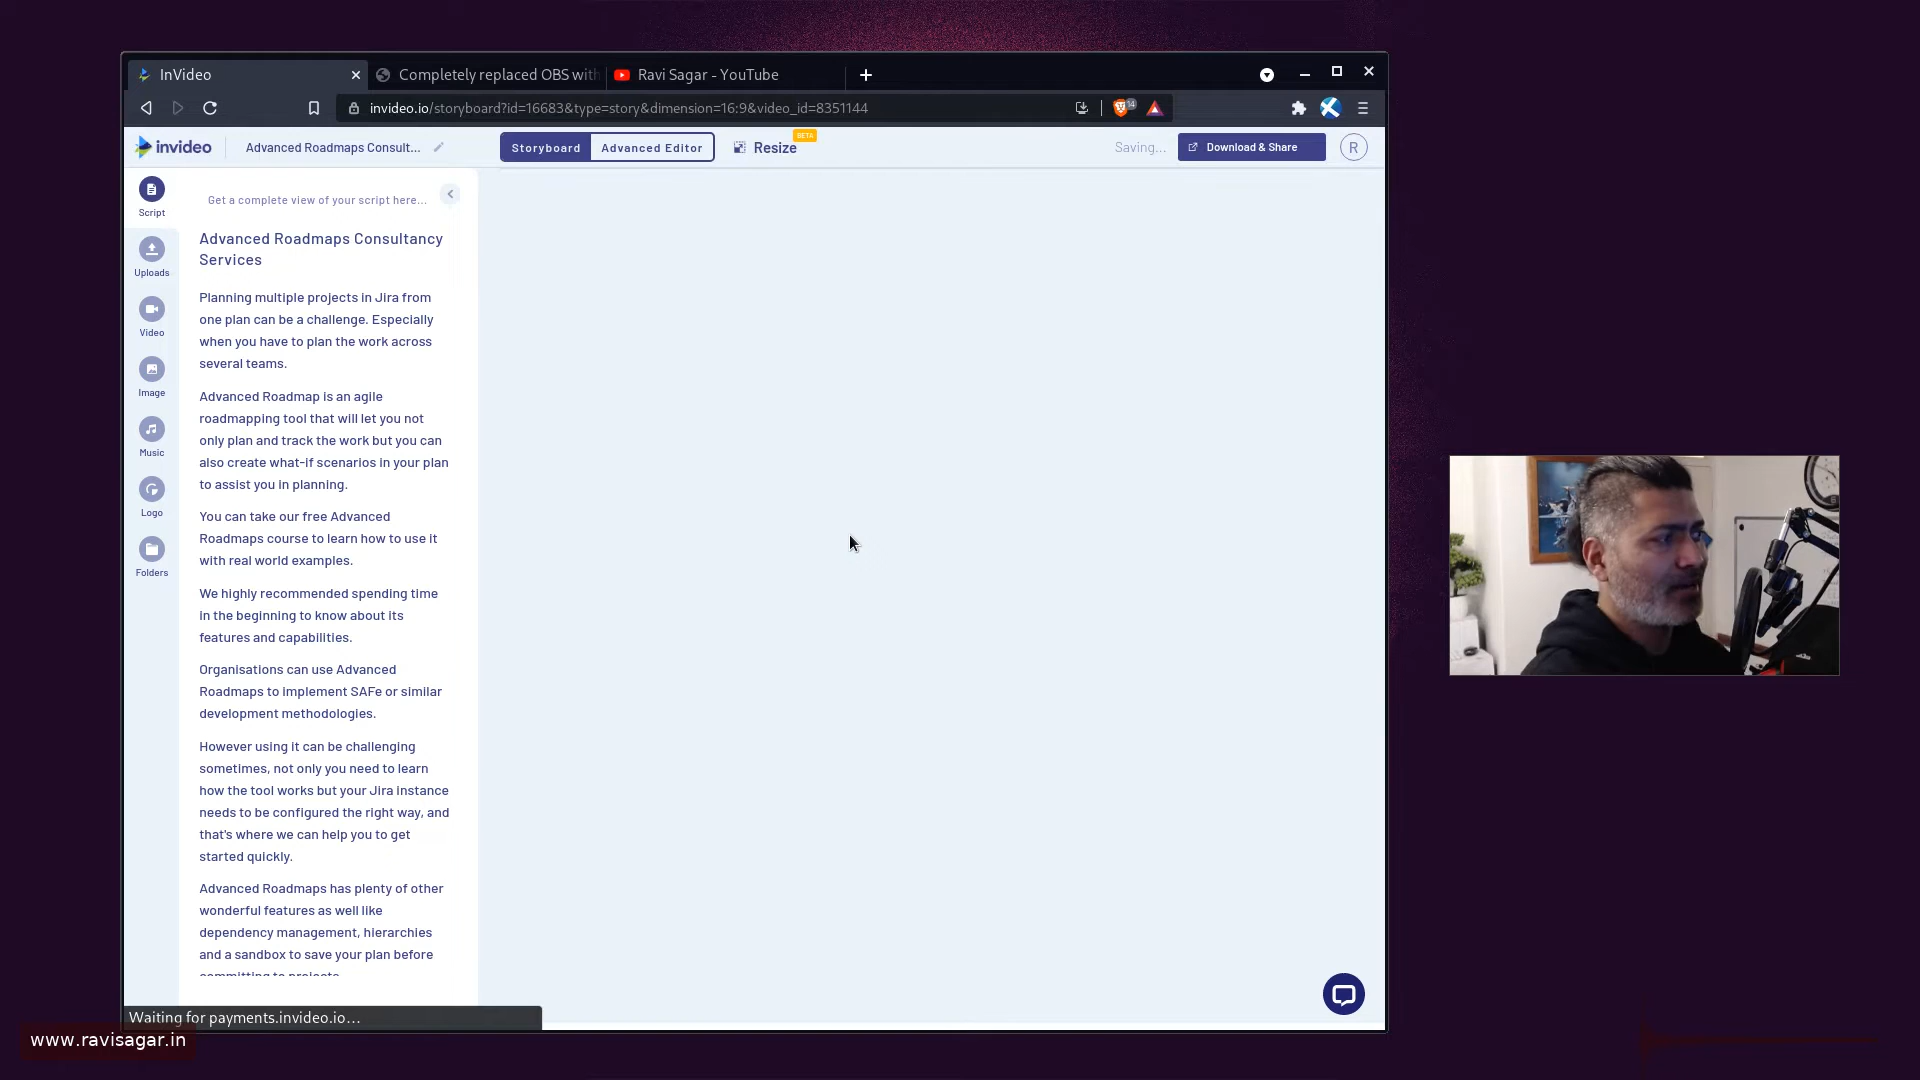 InVideo
Completely replaced OBS with
Ravi Sagar - YouTube
invideo.io/storyboard?id=16683&type=story&dimension=16:9&video_id=8351144
14
invideo
Advanced Roadmaps Consult...
Storyboard
Advanced Editor
Resize
BETA
Saving...
Download & Share
R
Script
Uploads
Video
Image
Music
Logo
Folders
Get a complete view of your script here...
Advanced Roadmaps Consultancy
Services
Planning multiple projects in Jira from
one plan can be a challenge. Especially
when you have to plan the work across
several teams.
Advanced Roadmap is an agile
roadmapping tool that will let you not
only plan and track the work but you can
also create what-if scenarios in your plan
to assist you in planning.
You can take our free Advanced
Roadmaps course to learn how to use it
with real world examples.
We highly recommended spending time
in the beginning to know about its
features and capabilities.
Organisations can use Advanced
Roadmaps to implement SAFe or similar
development methodologies.
However using it can be challenging
sometimes, not only you need to learn
how the tool works but your Jira instance
needs to be configured the right way, and
that's where we can help you to get
started quickly.
Advanced Roadmaps has plenty of other
wonderful features as well like
dependency management, hierarchies
and a sandbox to save your plan before
committing to projects.
Waiting for payments.invideo.io...
www.ravisagar.in